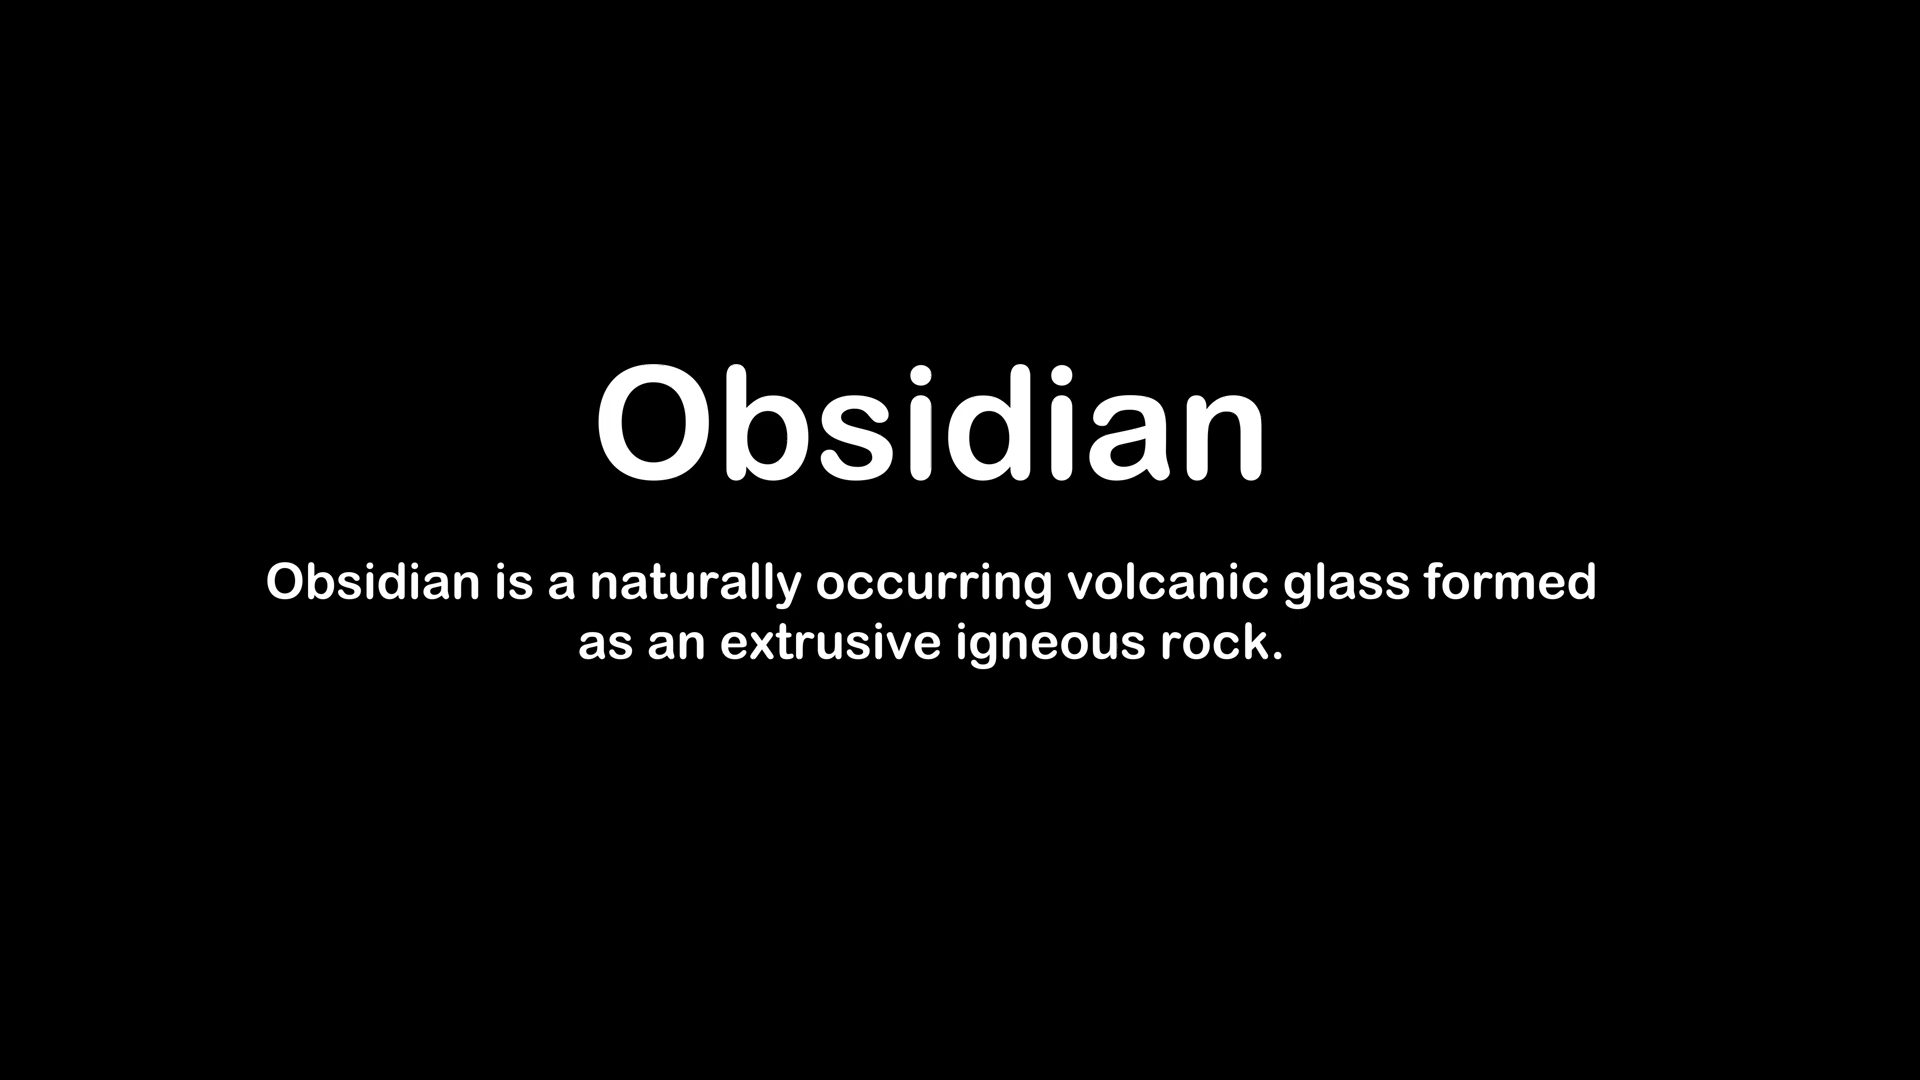 Obsidian
Obsidian is a naturally occurring volcanic glass formed
as an extrusive igneous rock.